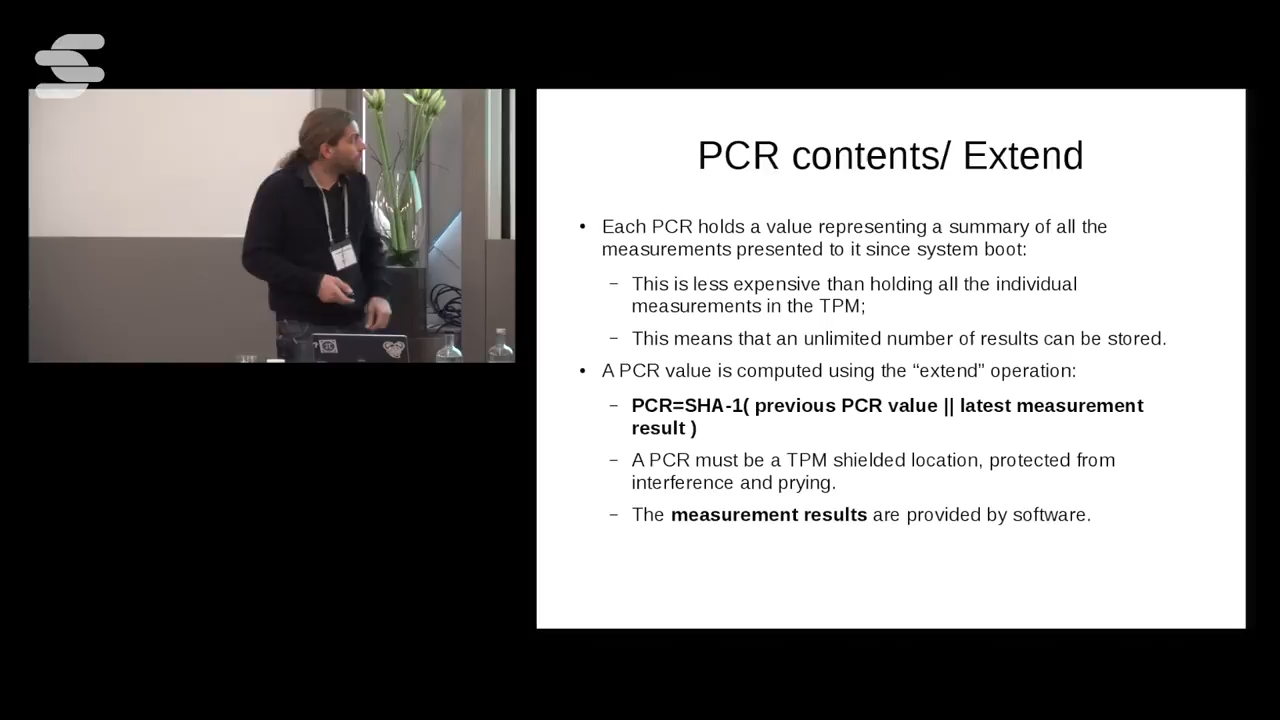 PCR contents/ Extend
• Each PCR holds a value representing a summary of all the
measurements presented to it since system boot:
– This is less expensive than holding all the individual
measurements in the TPM;
– This means that an unlimited number of results can be stored.
• A PCR value is computed using the “extend” operation:
– PCR=SHA-1( previous PCR value || latest measurement
result )
– A PCR must be a TPM shielded location, protected from
interference and prying.
– The measurement results are provided by software.